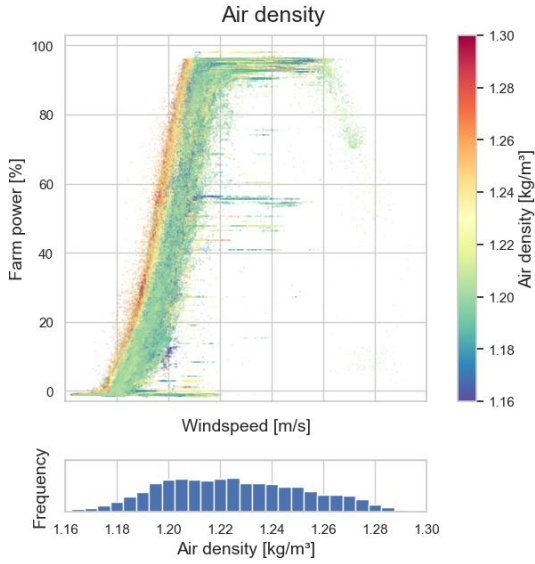 Air density
100
80
60
40
20
0
Farm power [%]
Windspeed [m/s]
1.30
1.28
1.26
1.24
1.22
1.20
1.18
1.16
Air density [kg/m³]
Frequency
1.16 1.18 1.20 1.22 1.24 1.26 1.28 1.30
Air density [kg/m³]